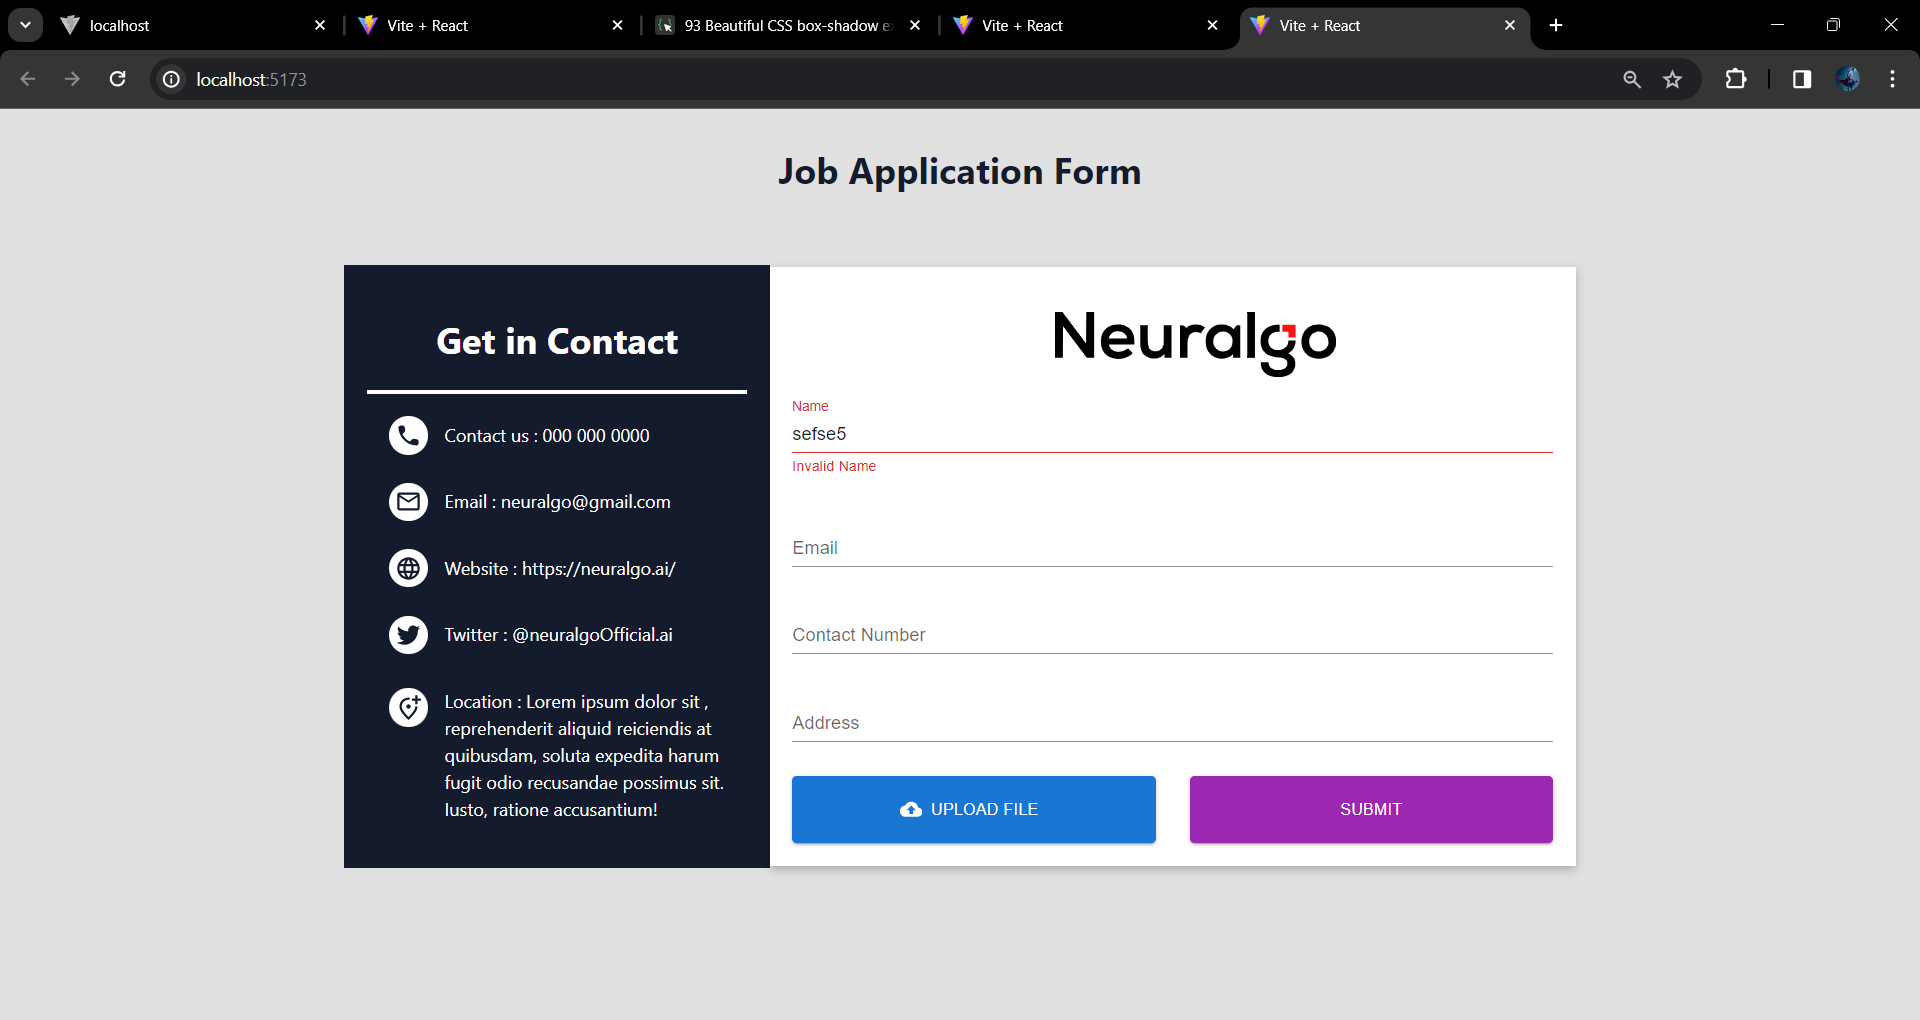 localhost
Vite + React
93 Beautiful CSS box-shadow e
Vite + React
Vite + React
localhost:5173
Job Application Form
Get in Contact
Contact us : 000 000 0000
Email : neuralgo@gmail.com
Website : https://neuralgo.ai/
Twitter : @neuralgoOfficial.ai
Location : Lorem ipsum dolor sit ,
reprehenderit aliquid reiciendis at
quibusdam, soluta expedita harum
fugit odio recusandae possimus sit.
Iusto, ratione accusantium!
Neuralgo
Name
sefse5
Invalid Name
Email
Contact Number
Address
UPLOAD FILE
SUBMIT